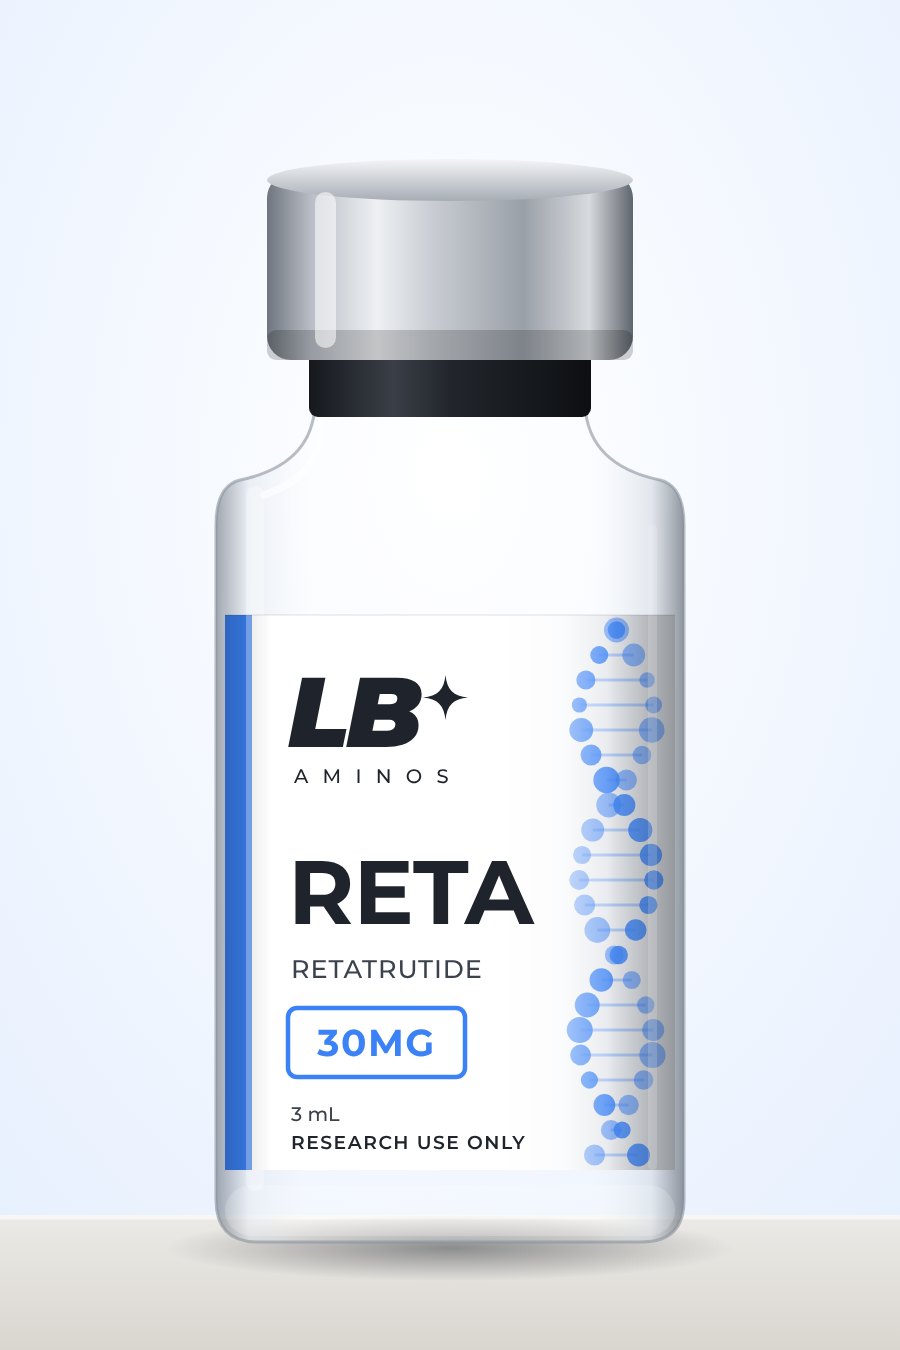 LB
AMINOS
RETA
RETATRUTIDE
30MG
3 mL
RESEARCH USE ONLY